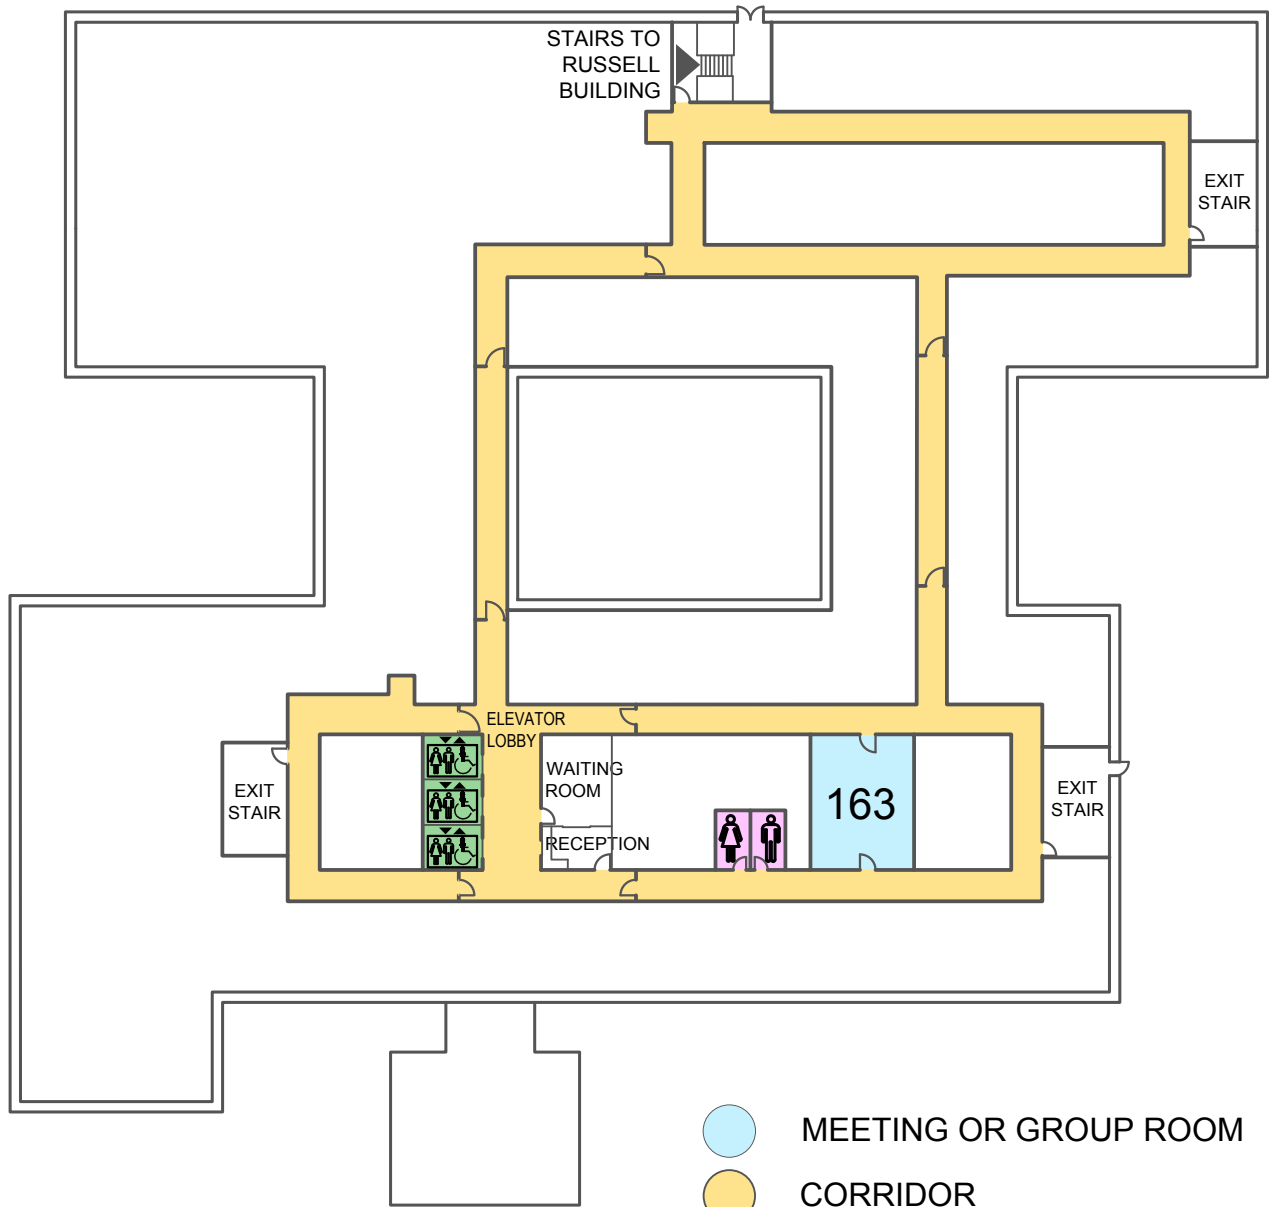 STAIRS TO
RUSSELL
BUILDING
EXIT
STAIR
ELEVATOR
LOBBY
WAITING
ROOM
EXIT
STAIR
163
EXIT
STAIR
RECEPTION
MEETING OR GROUP ROOM
CORRIDOR